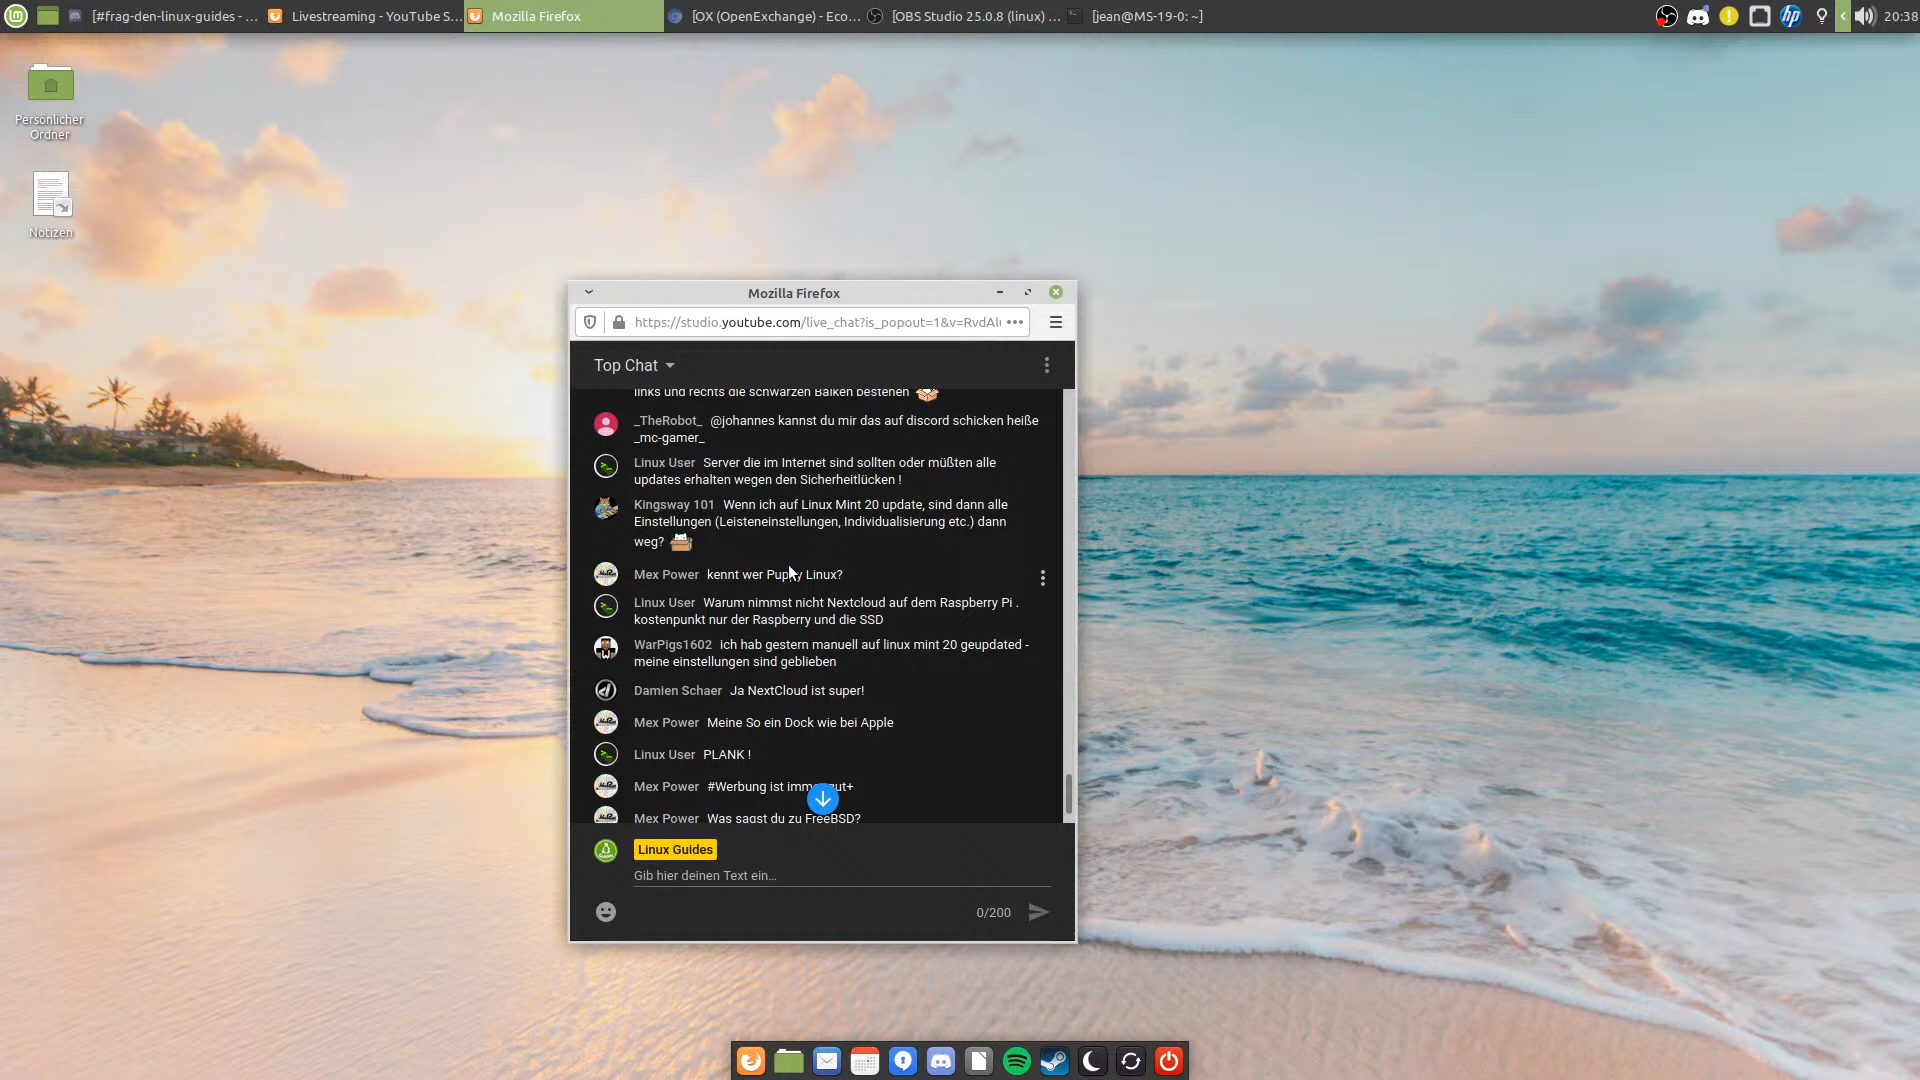 [#frag-den-linux-guides - ...
Livestreaming - YouTube S...
Mozilla Firefox
[OX (OpenExchange) - Eco...
[OBS Studio 25.0.8 (linux) ...
[jean@MS-19-0: ~]
20:38
Persönlicher
Ordner
Notizen
Mozilla Firefox
https://studio.youtube.com/live_chat?is_popout=1&v=RvdAl
Top Chat
links und rechts die schwarzen Balken bestehen
_TheRobot_ @johannes kannst du mir das auf discord schicken heiße
_mc-gamer_
Linux User Server die im Internet sind sollten oder müßten alle
updates erhalten wegen den Sicherheitlücken !
Kingsway 101 Wenn ich auf Linux Mint 20 update, sind dann alle
Einstellungen (Leisteneinstellungen, Individualisierung etc.) dann
weg?
Mex Power kennt wer Puppy Linux?
Linux User Warum nimmst nicht Nextcloud auf dem Raspberry Pi .
kostenpunkt nur der Raspberry und die SSD
WarPigs1602 ich hab gestern manuell auf linux mint 20 geupdated -
meine einstellungen sind geblieben
Damien Schaer Ja NextCloud ist super!
Mex Power Meine So ein Dock wie bei Apple
Linux User PLANK !
Mex Power #Werbung ist immer gut+
Mex Power Was sagst du zu FreeBSD?
Linux Guides
Gib hier deinen Text ein...
0/200